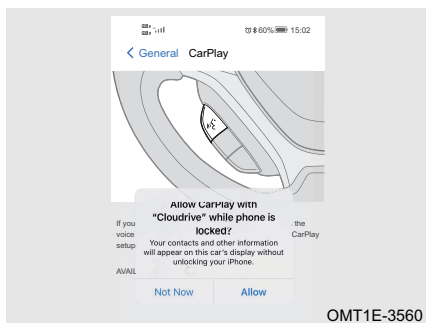 60% 15:02
General CarPlay
Allow CarPlay with
"Cloudrive" while phone is
locked?
If you the
voice CarPlay
setup
Your contacts and other information
will appear on this car's display without
unlocking your iPhone.
AVAIL
Not Now Allow
OMT1E-3560